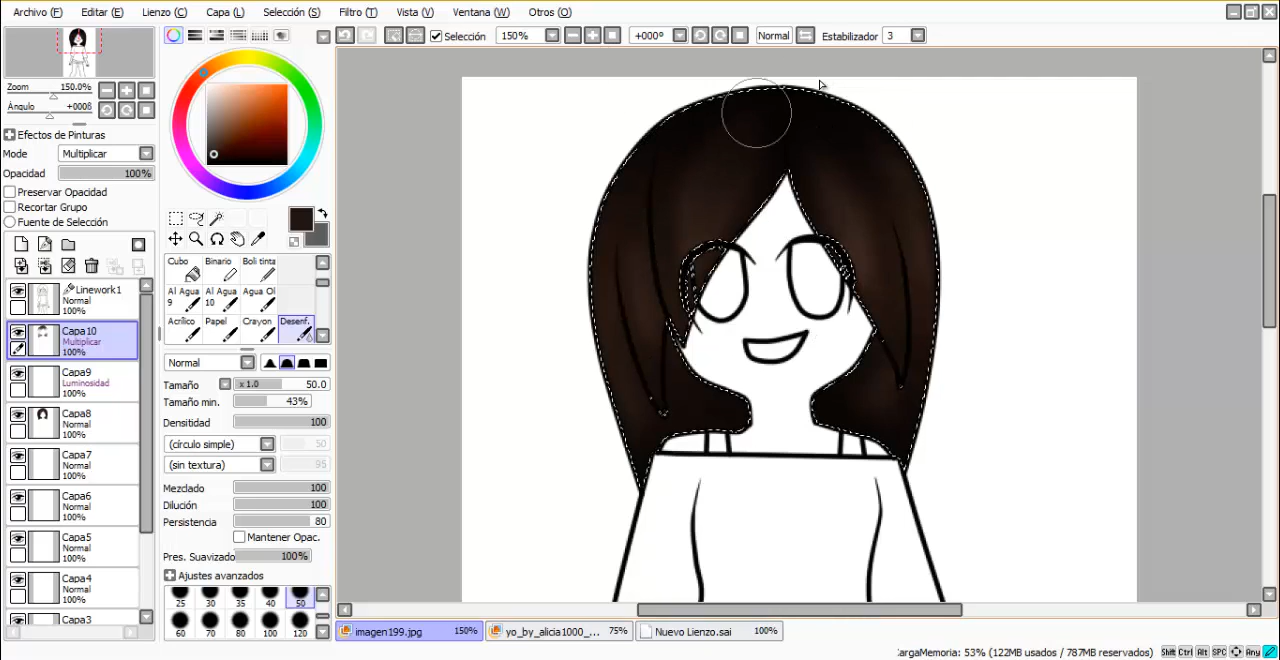 Archivo (F) Editar (E) Lienzo (C) Capa (L) Selección (S) Filtro (T) Vista (V) Ventana (W) Otros (O)
Selección 150% +000º Normal Estabilizador 3
Zoom 150.0%
Ángulo +000ß
Efectos de Pinturas
Mode Multiplicar
Opacidad 100%
Preservar Opacidad
Recortar Grupo
Fuente de Selección
Linework1
Normal
100%
Capa10
Multiplicar
100%
Capa9
Luminosidad
100%
Capa8
Normal
100%
Capa7
Normal
100%
Capa6
Normal
100%
Capa5
Normal
100%
Capa4
Normal
100%
Capa3
Cubo Binario Boli tinta
Al Agua 9 Al Agua 10 Agua Ol
Acrílico Papel Crayon Desenf.
Normal
Tamaño x 1.0 50.0
Tamaño min. 43%
Densitidad 100
(círculo simple) 50
(sin textura) 95
Mezclado 100
Dilución 100
Persistencia 80
Mantener Opac.
Pres. Suavizado 100%
Ajustes avanzados
25 30 35 40 50
60 70 80 100 120
imagen199.jpg 150% yo_by_alicia1000_... 75% Nuevo Lienzo.sai 100%
argaMemoria: 53% (122MB usados / 787MB reservados) Shift Ctrl Alt SPC Any